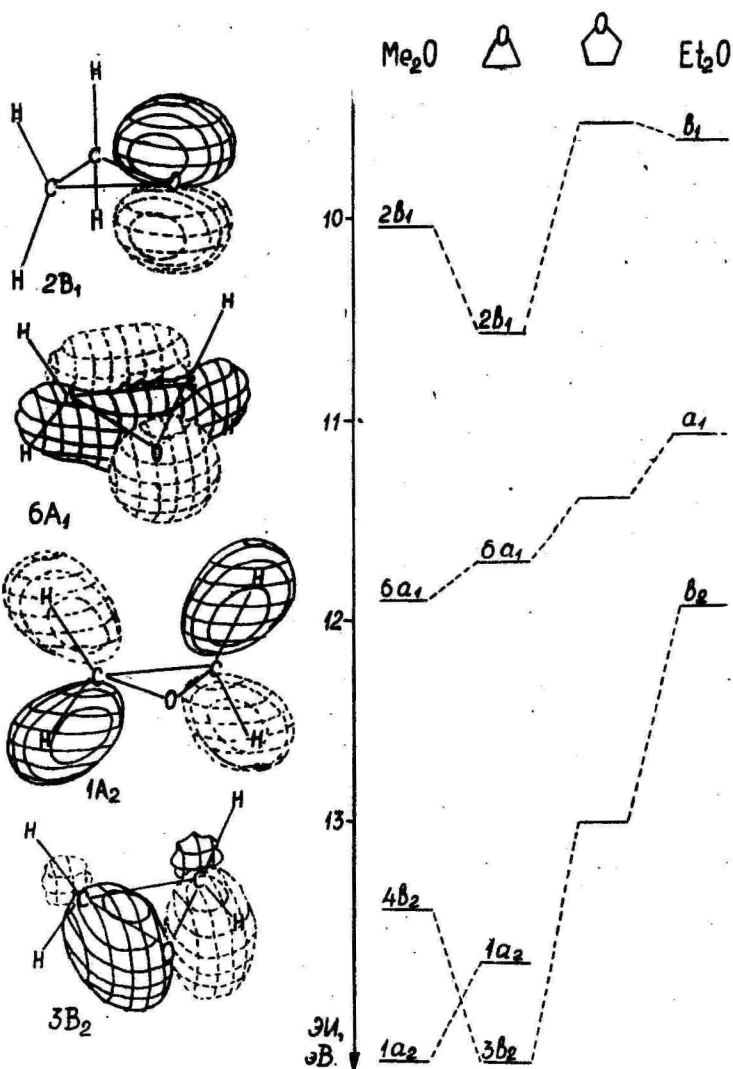 Me₂O O O Et₂O
H H
C C O
H H
2B₁
H H
O
H H
6A₁
H H
C C
O
H H
1A₂
H H
C C
H H
3B₂
10
11
12
13
ЭИ,
эВ.
2b₁ 2b₁ b₁
6a₁ 6a₁ a₁
b₂
4b₂
1a₂
1a₂ 3b₂